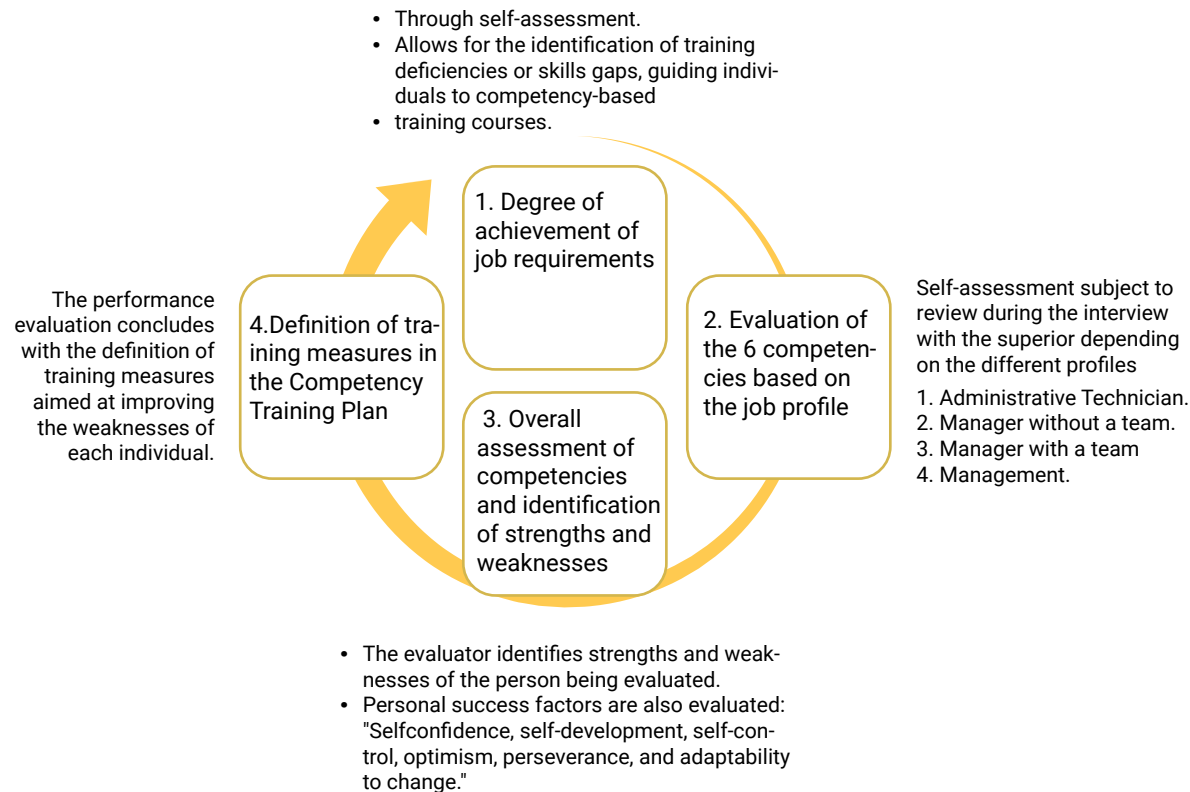 • Through self-assessment.
• Allows for the identification of training
deficiencies or skills gaps, guiding indivi-
duals to competency-based
• training courses.
1. Degree of
achievement of
job requirements
2. Evaluation of
the 6 competen-
cies based on
the job profile
Self-assessment subject to
review during the interview
with the superior depending
on the different profiles
1. Administrative Technician.
2. Manager without a team.
3. Manager with a team
4. Management.
3. Overall
assessment of
competencies
and identification
of strengths and
weaknesses
• The evaluator identifies strengths and weak-
nesses of the person being evaluated.
• Personal success factors are also evaluated:
"Selfconfidence, self-development, self-con-
trol, optimism, perseverance, and adaptability
to change."
4.Definition of tra-
ining measures in
the Competency
Training Plan
The performance
evaluation concludes
with the definition of
training measures
aimed at improving
the weaknesses of
each individual.